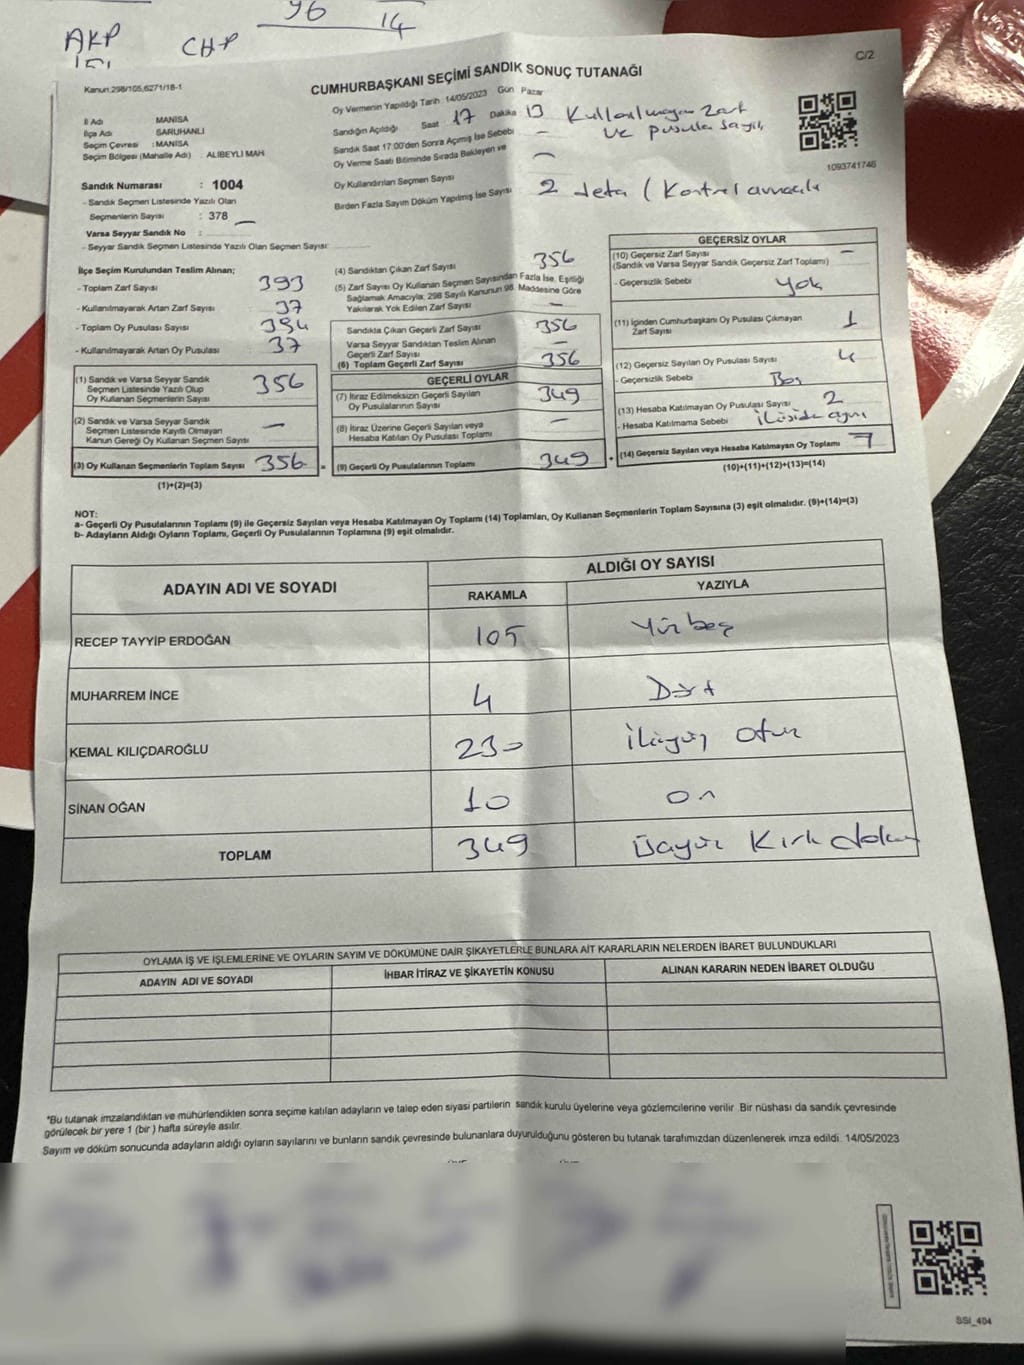 96 14
AKP CHP
151
C/2
Kanun:298/105,6271/18-1
CUMHURBAŞKANI SEÇİMİ SANDIK SONUÇ TUTANAĞI
Oy Vermenin Yapıldığı Tarih :14/05/2023 Gün Pazar
İl Adı MANİSA
İlçe Adı SARUHANLI
Seçim Çevresi : MANİSA
Seçim Bölgesi (Mahalle Adı) : ALİBEYLİ MAH.
Sandığın Açıldığı Saat 17 Dakika 13
Kullanılmayan zarf
ve pusula sayılı
Sandık Saat 17:00'den Sonra Açımış İse Sebebi —
Oy Verme Saati Bitiminde Sırada Bekleyen ve
Oy Kullandırılan Seçmen Sayısı —
Birden Fazla Sayım Döküm Yapılmış İse Sayısı 2 defa (Kontrol amacıyla
1093741746
Sandık Numarası : 1004
- Sandık Seçmen Listesinde Yazılı Olan
Seçmenlerin Sayısı : 378
Varsa Seyyar Sandık No : —
- Seyyar Sandık Seçmen Listesinde Yazılı Olan Seçmen Sayısı:
İlçe Seçim Kurulundan Teslim Alınan;
- Toplam Zarf Sayısı 393
- Kullanılmayarak Artan Zarf Sayısı 37
- Toplam Oy Pusulası Sayısı 394
- Kullanılmayarak Artan Oy Pusulası 37
(1) Sandık ve Varsa Seyyar Sandık
Seçmen Listesinde Yazılı Olup
Oy Kullanan Seçmenlerin Sayısı 356
(2) Sandık ve Varsa Seyyar Sandık
Seçmen Listesinde Kayıtlı Olmayan
Kanun Gereği Oy Kullanan Seçmen Sayısı —
(3) Oy Kullanan Seçmenlerin Toplam Sayısı 356 =
(1)+(2)=(3)
(4) Sandıktan Çıkan Zarf Sayısı 356
(5) Zarf Sayısı Oy Kullanan Seçmen Sayısından Fazla İse, Eşitliği
Sağlamak Amacıyla, 298 Sayılı Kanunun 98. Maddesine Göre
Yakılarak Yok Edilen Zarf Sayısı —
Sandıkta Çıkan Geçerli Zarf Sayısı 356
Varsa Seyyar Sandıktan Teslim Alınan
Geçerli Zarf Sayısı —
(6) Toplam Geçerli Zarf Sayısı 356
GEÇERLİ OYLAR
(7) İtiraz Edilmeksizin Geçerli Sayılan
Oy Pusulalarının Sayısı 349
(8) İtiraz Üzerine Geçerli Sayılan veya
Hesaba Katılan Oy Pusulası Toplamı —
(9) Geçerli Oy Pusulalarının Toplamı 349 +
GEÇERSİZ OYLAR
(10) Geçersiz Zarf Sayısı —
(Sandık ve Varsa Seyyar Sandık Geçersiz Zarf Toplamı)
- Geçersizlik Sebebi yok
(11) İçinden Cumhurbaşkanı Oy Pusulası Çıkmayan
Zarf Sayısı 1
(12) Geçersiz Sayılan Oy Pusulası Sayısı 4
- Geçersizlik Sebebi Boş
(13) Hesaba Katılmayan Oy Pusulası Sayısı 2
- Hesaba Katılmama Sebebi ikiside aynı
(14) Geçersiz Sayılan veya Hesaba Katılmayan Oy Toplamı 7
(10)+(11)+(12)+(13)=(14)
NOT:
a- Geçerli Oy Pusulalarının Toplamı (9) ile Geçersiz Sayılan veya Hesaba Katılmayan Oy Toplamı (14) Toplamları, Oy Kullanan Seçmenlerin Toplam Sayısına (3) eşit olmalıdır. (9)+(14)=(3)
b- Adayların Aldığı Oyların Toplamı, Geçerli Oy Pusulalarının Toplamına (9) eşit olmalıdır.
ADAYIN ADI VE SOYADI ALDIĞI OY SAYISI
RAKAMLA YAZIYLA
RECEP TAYYİP ERDOĞAN 105 Yüz beş
MUHARREM İNCE 4 Dört
KEMAL KILIÇDAROĞLU 230 İkiyüz otuz
SİNAN OĞAN 10 on
TOPLAM 349 üçyüz Kırk dokuz
OYLAMA İŞ VE İŞLEMLERİNE VE OYLARIN SAYIM VE DÖKÜMÜNE DAİR ŞİKAYETLERLE BUNLARA AİT KARARLARIN NELERDEN İBARET BULUNDUKLARI
ADAYIN ADI VE SOYADI İHBAR İTİRAZ VE ŞİKAYETİN KONUSU ALINAN KARARIN NEDEN İBARET OLDUĞU
*Bu tutanak imzalandıktan ve mühürlendikten sonra seçime katılan adayların ve talep eden siyasi partilerin sandık kurulu üyelerine veya gözlemcilerine verilir. Bir nüshası da sandık çevresinde
görülecek bir yere 1 (bir) hafta süreyle asılır.
Sayım ve döküm sonucunda adayların aldığı oyların sayılarını ve bunların sandık çevresinde bulunanlara duyurulduğunu gösteren bu tutanak tarafımızdan düzenlenerek imza edildi. 14/05/2023
SSI_404